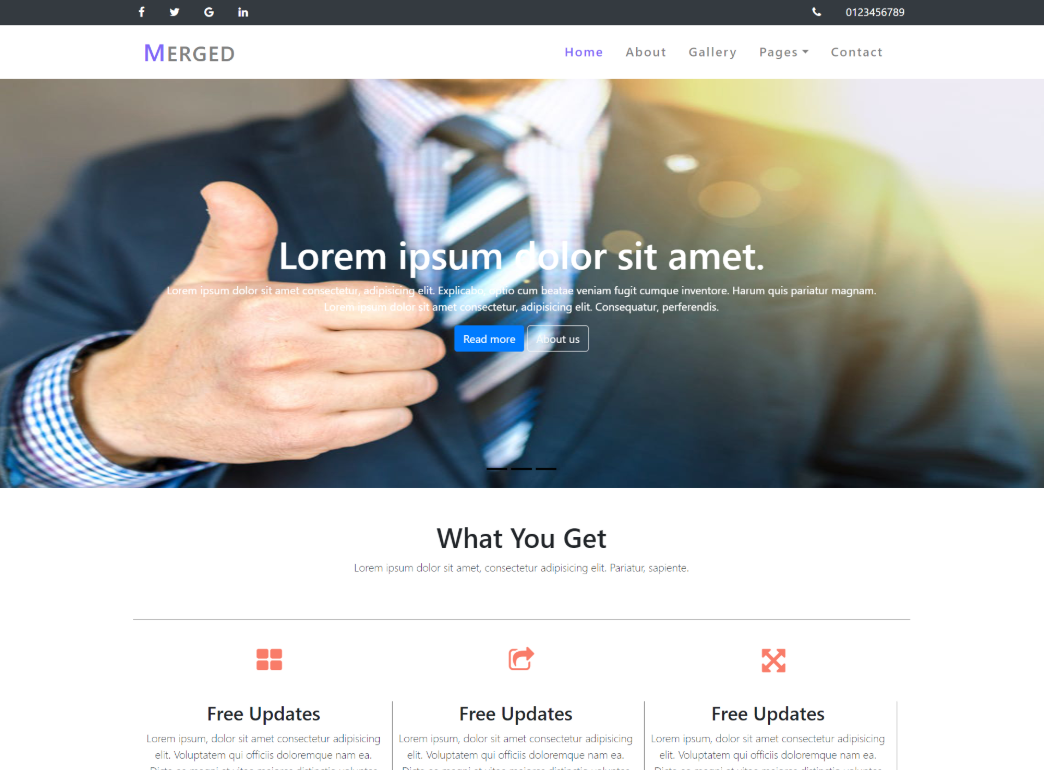 0123456789
MERGED
Home About Gallery Pages Contact
Lorem ipsum dolor sit amet.
Lorem ipsum dolor sit amet consectetur, adipisicing elit. Explicabo, optio cum beatae veniam fugit cumque inventore. Harum quis pariatur magnam.
Lorem ipsum dolor sit amet consectetur, adipisicing elit. Consequatur, perferendis.
Read more About us
What You Get
Lorem ipsum dolor sit amet, consectetur adipisicing elit. Pariatur, sapiente.
Free Updates
Lorem ipsum, dolor sit amet consectetur adipisicing
elit. Voluptatem qui officiis doloremque nam ea.
Free Updates
Lorem ipsum, dolor sit amet consectetur adipisicing
elit. Voluptatem qui officiis doloremque nam ea.
Free Updates
Lorem ipsum, dolor sit amet consectetur adipisicing
elit. Voluptatem qui officiis doloremque nam ea.